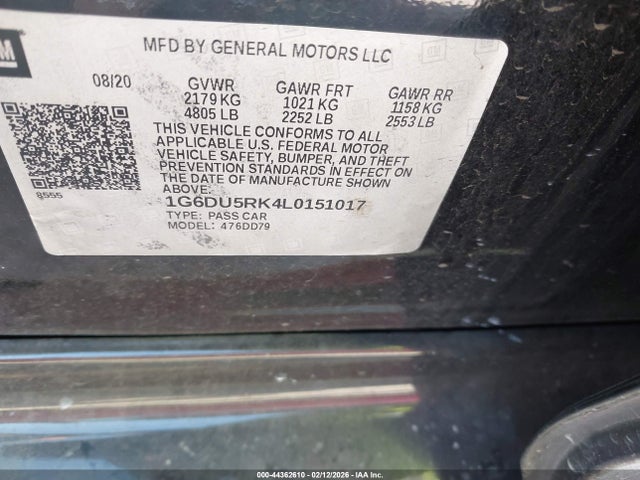 GM
MFD BY GENERAL MOTORS LLC
08/20 GVWR GAWR FRT GAWR RR
2179 KG 1021 KG 1158 KG
4805 LB 2252 LB 2553 LB
THIS VEHICLE CONFORMS TO ALL
APPLICABLE U.S. FEDERAL MOTOR
VEHICLE SAFETY, BUMPER, AND THEFT
PREVENTION STANDARDS IN EFFECT ON
THE DATE OF MANUFACTURE SHOWN
ABOVE:
8555
1G6DU5RK4L0151017
TYPE: PASS CAR
MODEL: 476DD79
000-44362610 - 02/12/2026 - IAA Inc.